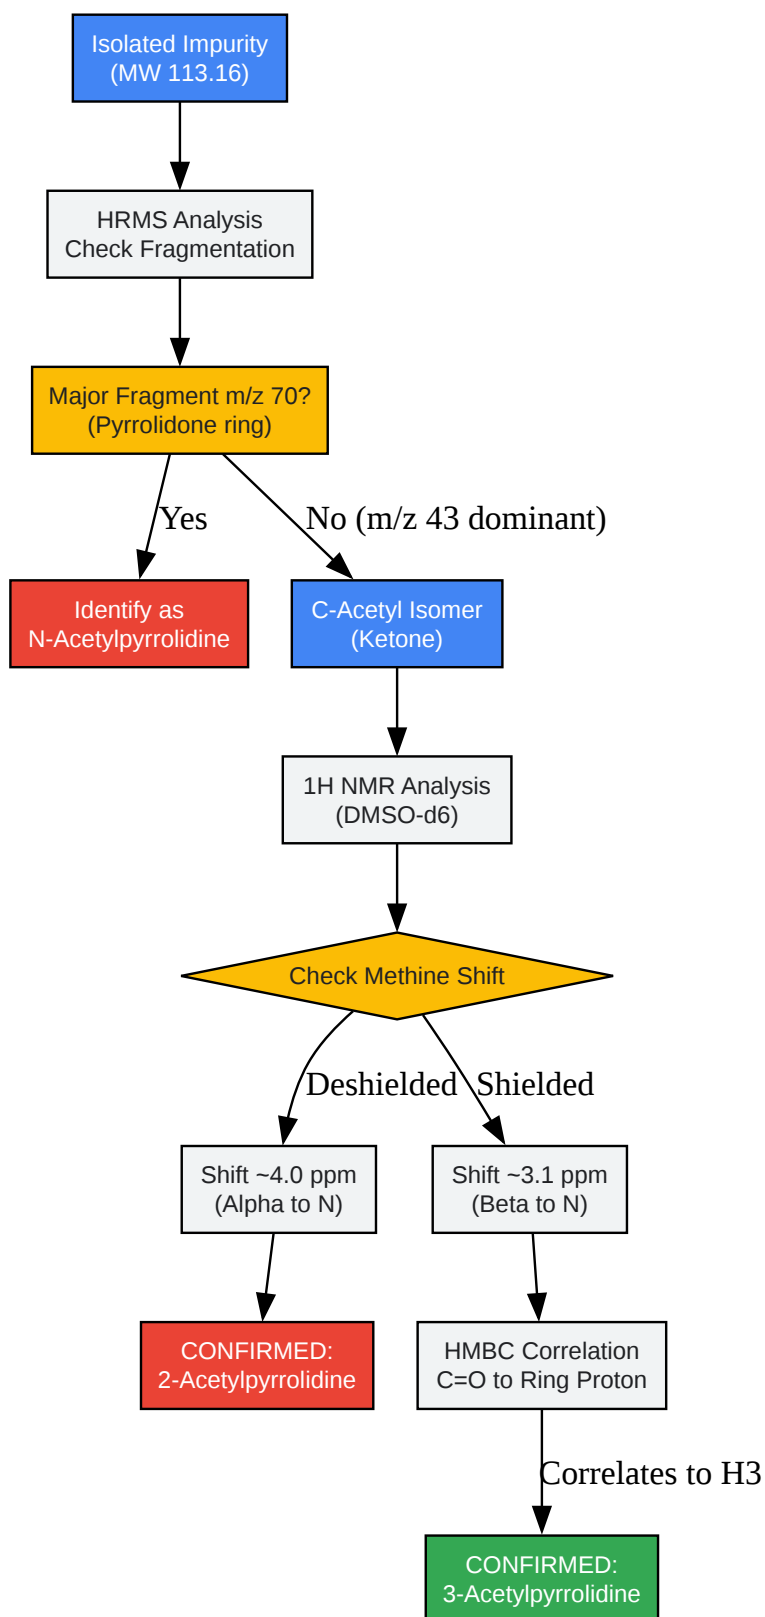 Isolated Impurity
(MW 113.16)
HRMS Analysis
Check Fragmentation
Major Fragment m/z 70?
(Pyrrolidone ring)
Yes
No (m/z 43 dominant)
Identify as
N-Acetylpyrrolidine
C-Acetyl Isomer
(Ketone)
1H NMR Analysis
(DMSO-d6)
Check Methine Shift
Deshielded
Shielded
Shift ~4.0 ppm
(Alpha to N)
Shift ~3.1 ppm
(Beta to N)
CONFIRMED:
2-Acetylpyrrolidine
HMBC Correlation
C=O to Ring Proton
Correlates to H3
CONFIRMED:
3-Acetylpyrrolidine